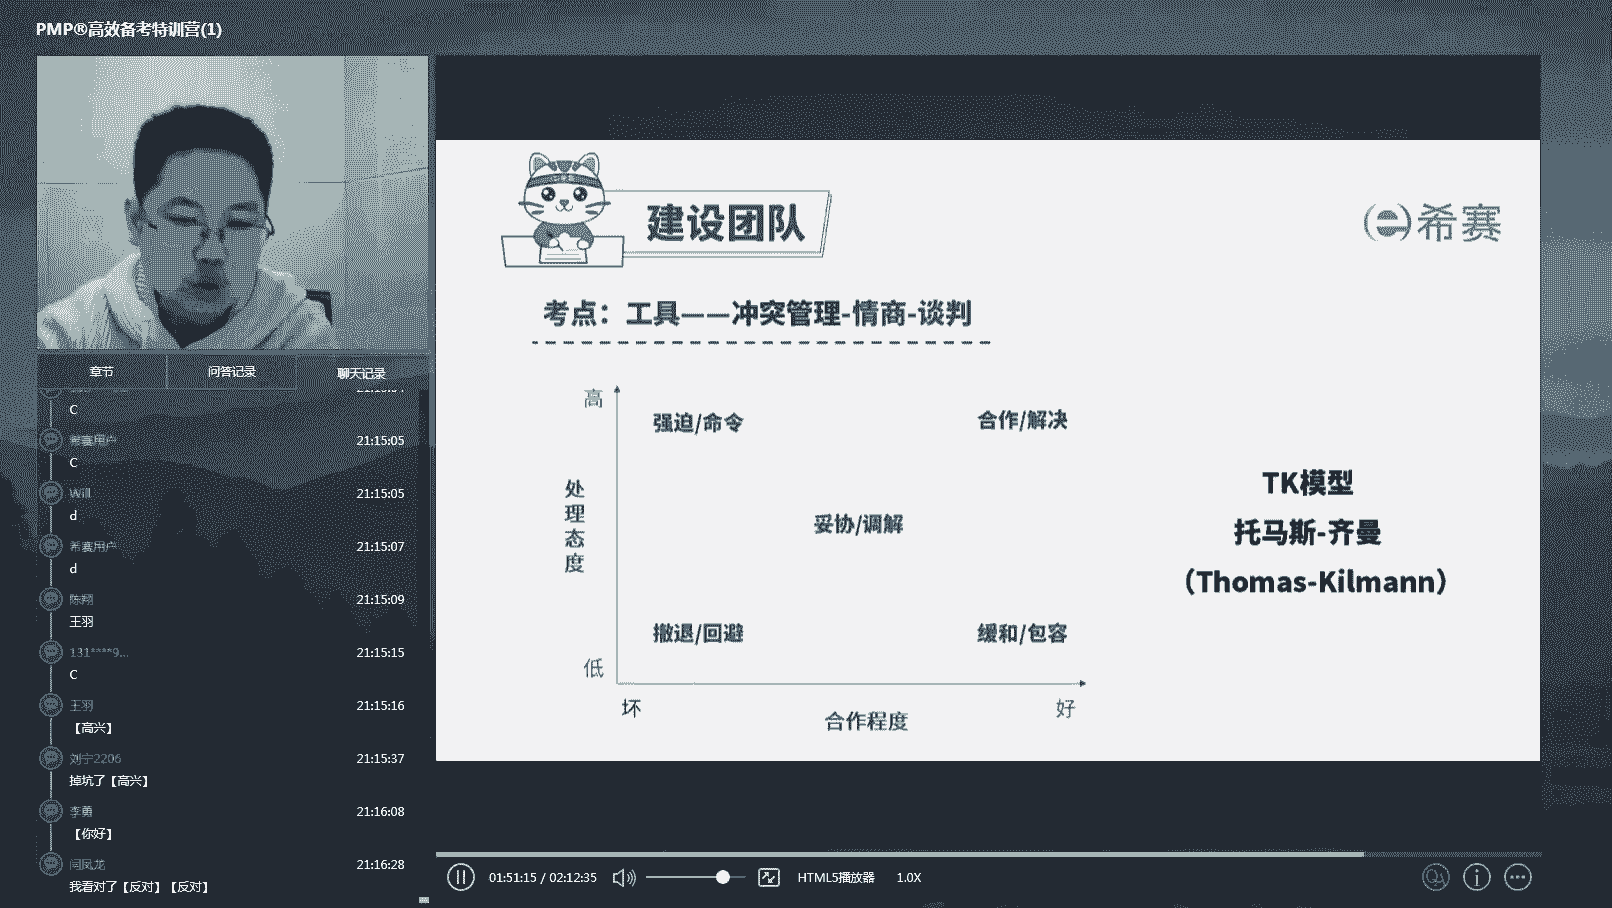 PMP®高效备考特训营(1)
章节
问答记录
聊天记录
C
希赛用户
21:15:05
C
Will
21:15:05
d
希赛用户
21:15:07
d
陈翔
21:15:09
王羽
131****9...
21:15:15
C
王羽
21:15:16
【高兴】
刘宁2206
21:15:37
掉坑了【高兴】
李勇
21:16:08
【你好】
闫凤龙
21:16:28
我看对了【反对】【反对】
建设团队
希赛
考点：工具——冲突管理-情商-谈判
高
强迫/命令
合作/解决
处理态度
妥协/调解
撤退/回避
缓和/包容
低
坏
合作程度
好
TK模型
托马斯-齐曼
（Thomas-Kilmann）
01:51:15 / 02:12:35
HTML5播放器
1.0X